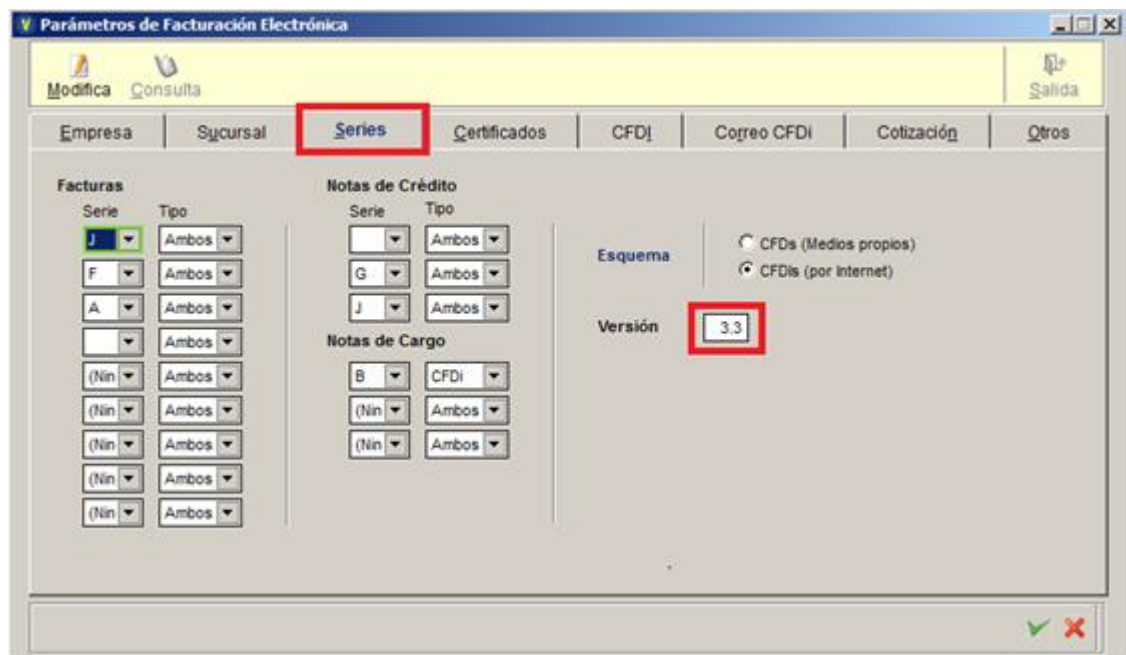 Parámetros de Facturación Electrónica
Modifica Consulta Salida
Empresa Sucursal Series Certificados CFDI Correo CFDi Cotización Otros
Facturas Notas de Crédito
Serie Tipo Serie Tipo
J Ambos Ambos
F Ambos G Ambos
A Ambos J Ambos
Ambos Notas de Cargo
(Nin Ambos B CFDi
(Nin Ambos (Nin Ambos
(Nin Ambos (Nin Ambos
(Nin Ambos
(Nin Ambos
Esquema CFDs (Medios propios)
CFDIs (por Internet)
Versión 3.3